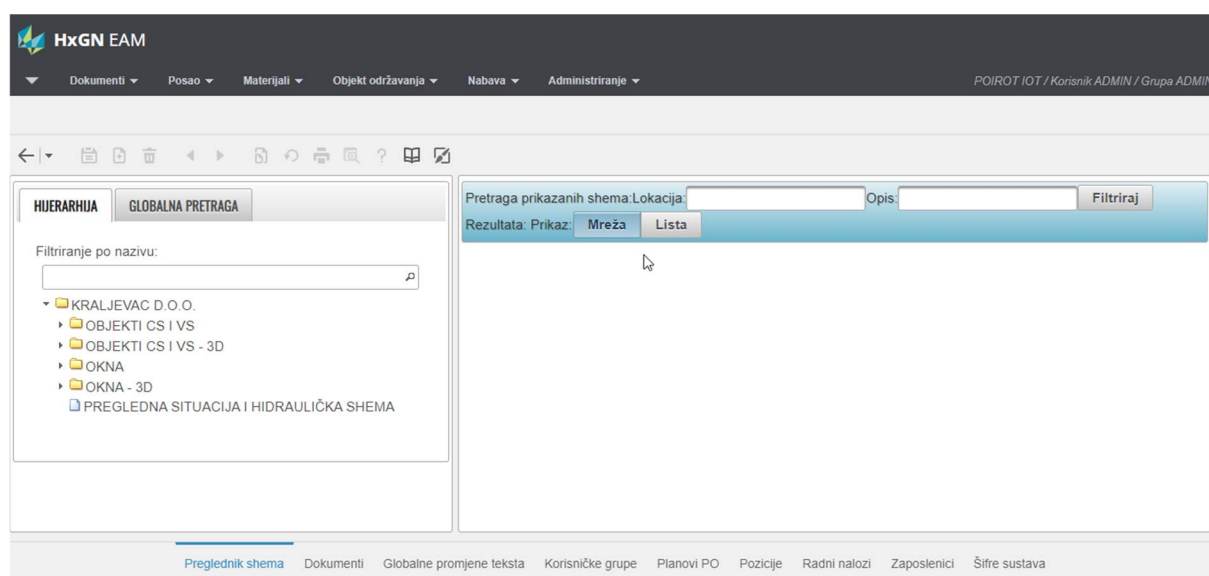 HxGN EAM
Dokumenti Posao Materijali Objekt održavanja Nabava Administriranje POIROT IOT / Korisnik ADMIN / Grupa ADMIN
HIJERARHIJA GLOBALNA PRETRAGA
Filtriranje po nazivu:
KRALJEVAC D.O.O.
OBJEKTI CS I VS
OBJEKTI CS I VS - 3D
OKNA
OKNA - 3D
PREGLEDNA SITUACIJA I HIDRAULIČKA SHEMA
Pretraga prikazanih shema:Lokacija: Opis: Filtriraj
Rezultata: Prikaz: Mreža Lista
Preglednik shema Dokumenti Globalne promjene teksta Korisničke grupe Planovi PO Pozicije Radni nalozi Zaposlenici Šifre sustava